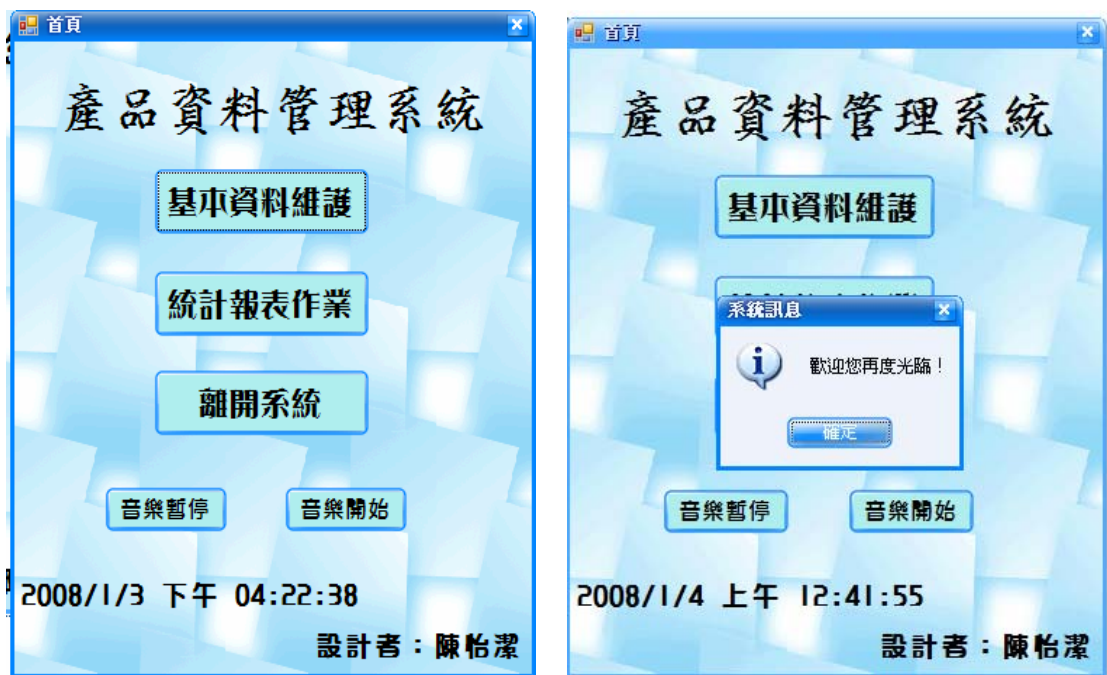 首頁
產品資料管理系統
基本資料維護
統計報表作業
離開系統
音樂暫停 音樂開始
2008/1/3 下午 04:22:38
設計者：陳怡潔
首頁
產品資料管理系統
基本資料維護
系統訊息
歡迎您再度光臨！
確定
音樂暫停 音樂開始
2008/1/4 上午 12:41:55
設計者：陳怡潔